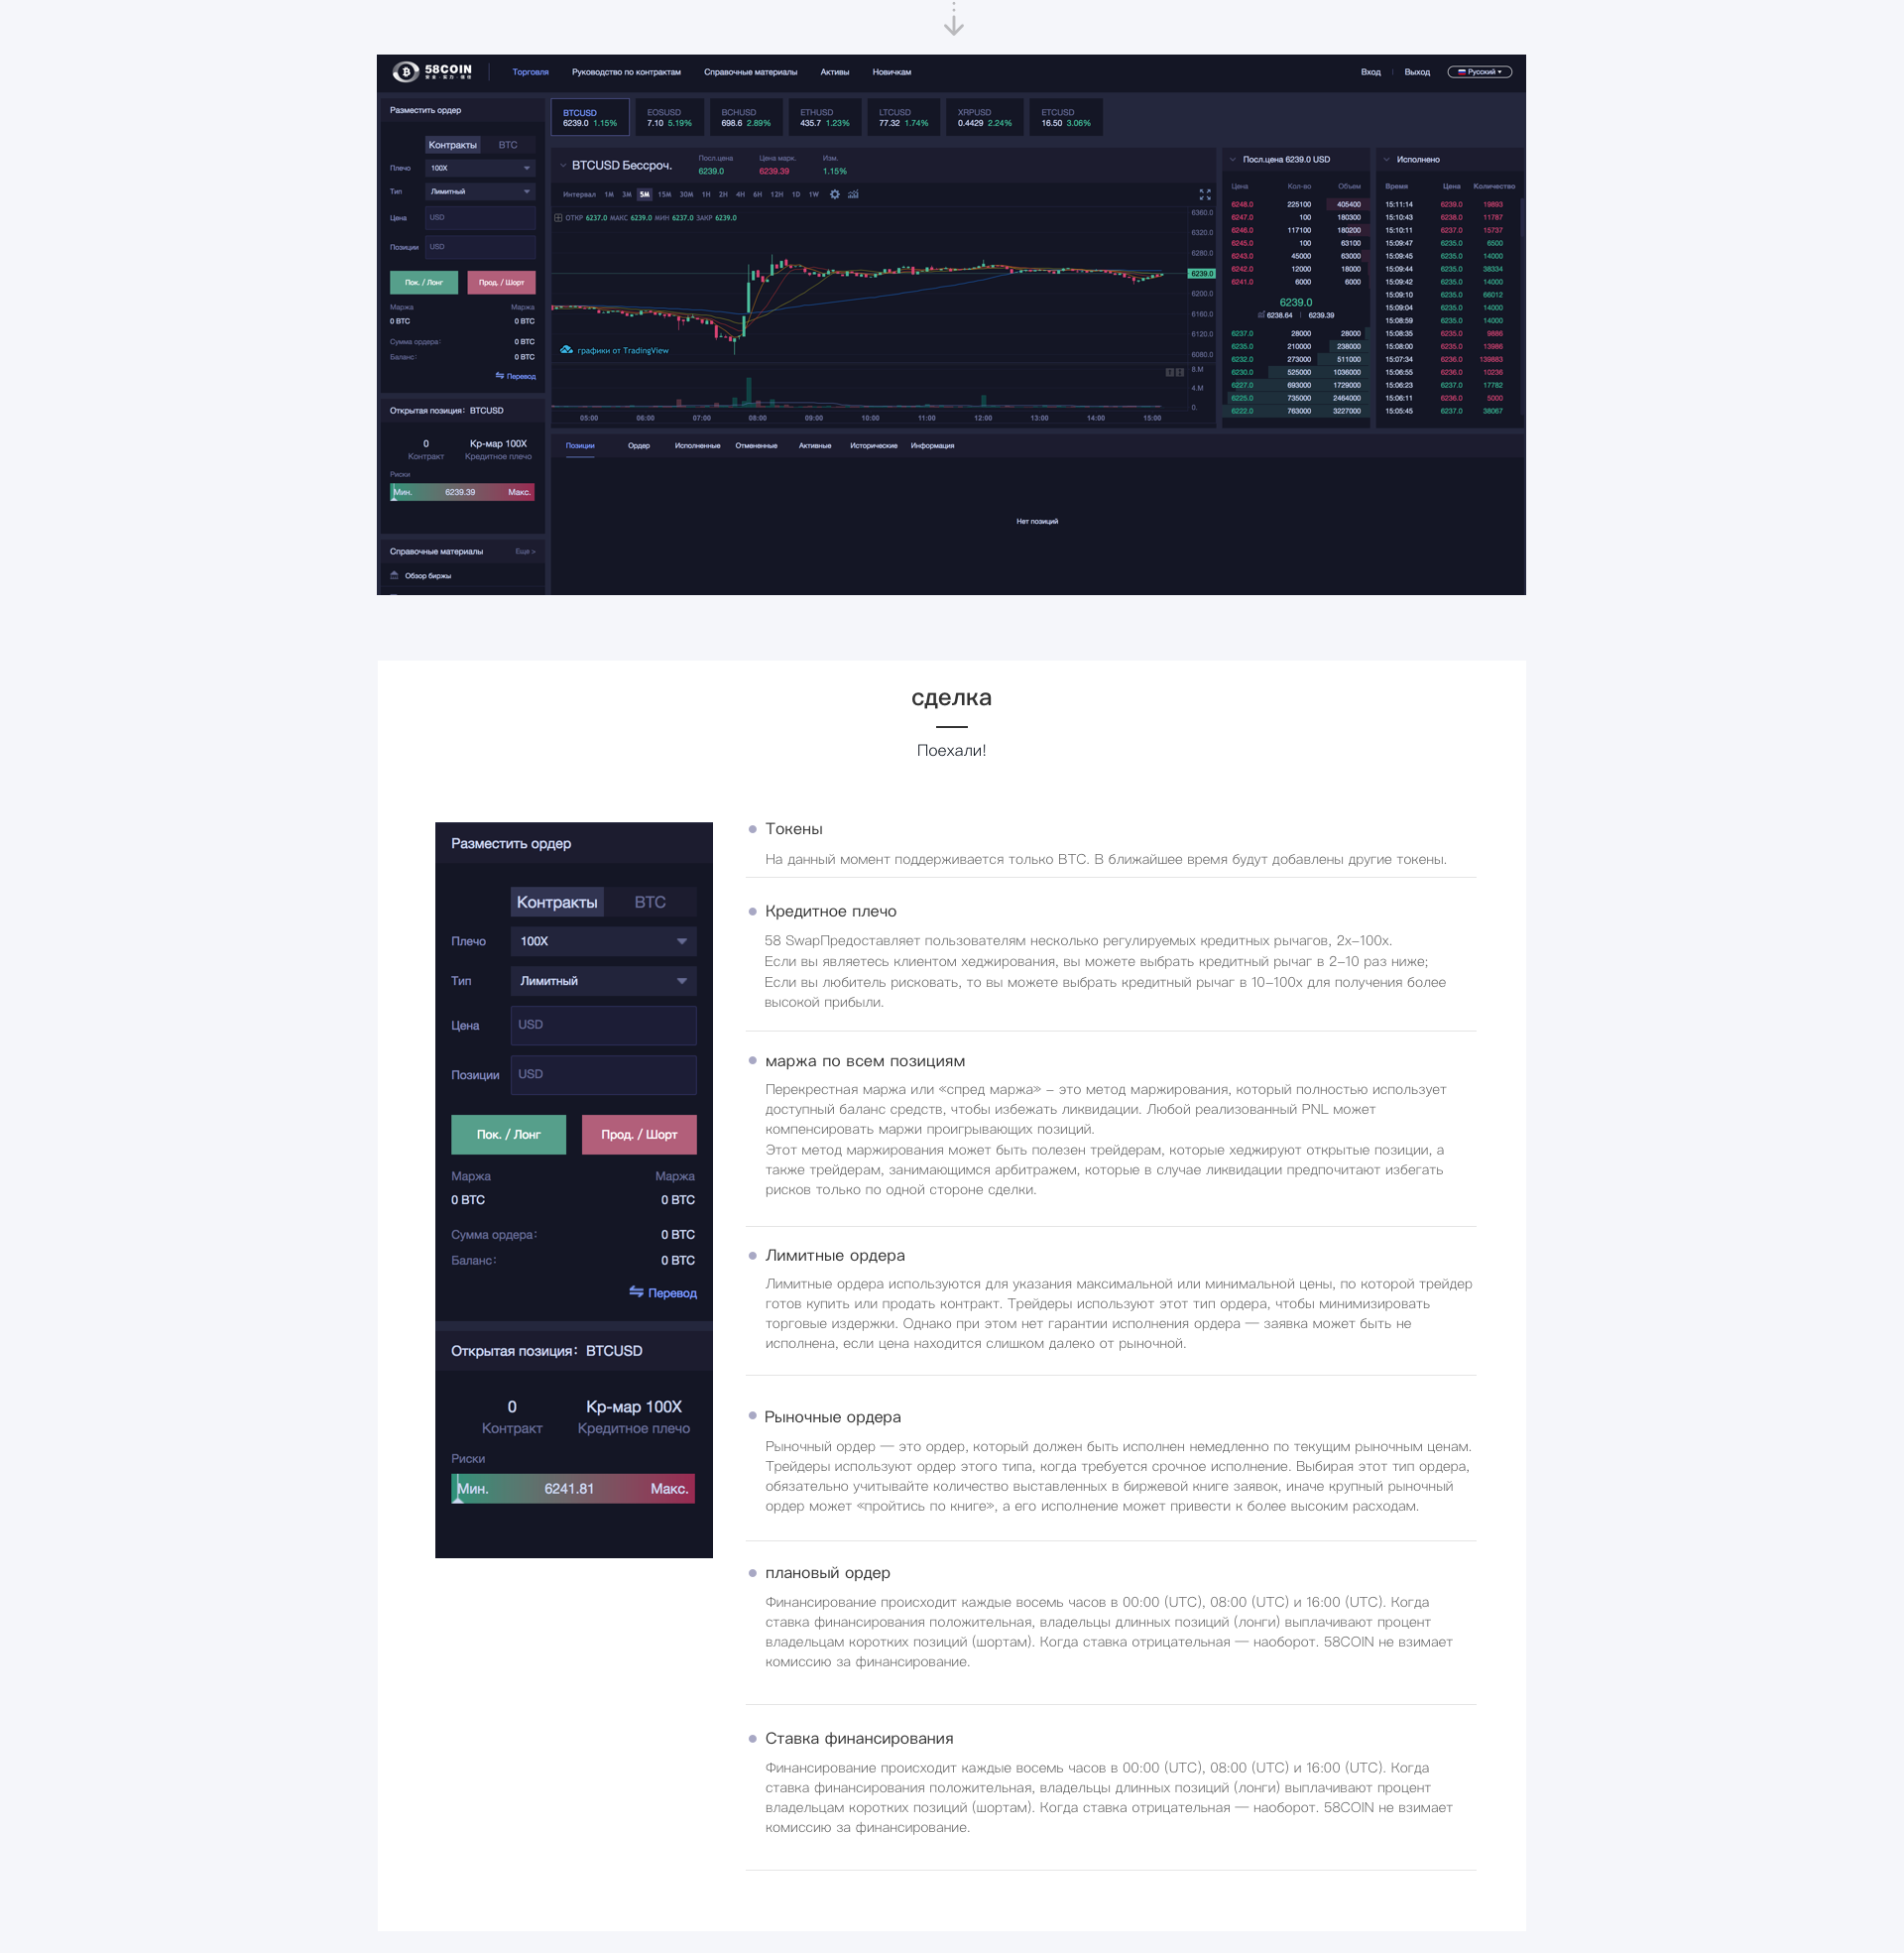 58COIN
Торговля Руководство по контрактам Справочные материалы Активы Новичкам Вход Выход Русский
Разместить ордер
Контракты BTC
Плечо 100X
Тип Лимитный
Цена USD
Позиции USD
Пок. / Лонг Прод. / Шорт
Маржа Маржа
0 BTC 0 BTC
Сумма ордера: 0 BTC
Баланс: 0 BTC
Перевод
Открытая позиция: BTCUSD
0 Кр-мар 100X
Контракт Кредитное плечо
Риски
Мин. 6239.39 Макс.
Справочные материалы Еще >
Обзор биржы
BTCUSD EOSUSD BCHUSD ETHUSD LTCUSD XRPUSD ETCUSD
6239.0 1.15% 7.10 5.19% 698.6 2.89% 435.7 1.23% 77.32 1.74% 0.4429 2.24% 16.50 3.06%
BTCUSD Бессроч.
Посл.цена Цена марк. Изм.
6239.0 6239.39 1.15%
Интервал 1M 3M 5M 15M 30M 1H 2H 4H 6H 12H 1D 1W
ОТКР 6237.0 МАКС 6239.0 МИН 6237.0 ЗАКР 6239.0
6360.0
6320.0
6280.0
6239.0
6200.0
6160.0
6120.0
6080.0
8.M
4.M
0.
графики от TradingView
05:00 06:00 07:00 08:00 09:00 10:00 11:00 12:00 13:00 14:00 15:00
Посл.цена 6239.0 USD
Цена Кол-во Объем
6248.0 225100 405400
6247.0 100 180300
6246.0 117100 180200
6245.0 100 63100
6243.0 45000 63000
6242.0 12000 18000
6241.0 6000 6000
6239.0
6238.64 6239.39
6237.0 28000 28000
6235.0 210000 238000
6232.0 273000 511000
6230.0 525000 1036000
6227.0 693000 1729000
6225.0 735000 2464000
6222.0 763000 3227000
Исполнено
Время Цена Количество
15:11:14 6239.0 19893
15:10:43 6238.0 11787
15:10:11 6237.0 15737
15:09:47 6235.0 6500
15:09:45 6235.0 14000
15:09:44 6235.0 38334
15:09:42 6235.0 14000
15:09:10 6235.0 66012
15:09:04 6235.0 14000
15:08:59 6235.0 14000
15:08:35 6235.0 9886
15:08:00 6235.0 13986
15:07:34 6236.0 139883
15:06:55 6236.0 10236
15:06:23 6237.0 17782
15:06:11 6236.0 5000
15:05:45 6237.0 38067
Позиции Ордер Исполненные Отмененные Активные Исторические Информация
Нет позиций
сделка
Поехали!
Разместить ордер
Контракты BTC
Плечо 100X
Тип Лимитный
Цена USD
Позиции USD
Пок. / Лонг Прод. / Шорт
Маржа Маржа
0 BTC 0 BTC
Сумма ордера: 0 BTC
Баланс: 0 BTC
Перевод
Открытая позиция: BTCUSD
0 Кр-мар 100X
Контракт Кредитное плечо
Риски
Мин. 6241.81 Макс.
Токены
На данный момент поддерживается только BTC. В ближайшее время будут добавлены другие токены.
Кредитное плечо
58 SwapПредоставляет пользователям несколько регулируемых кредитных рычагов, 2x–100x.
Если вы являетесь клиентом хеджирования, вы можете выбрать кредитный рычаг в 2–10 раз ниже;
Если вы любитель рисковать, то вы можете выбрать кредитный рычаг в 10–100x для получения более
высокой прибыли.
маржа по всем позициям
Перекрестная маржа или «спред маржа» – это метод маржирования, который полностью использует
доступный баланс средств, чтобы избежать ликвидации. Любой реализованный PNL может
компенсировать маржи проигрывающих позиций.
Этот метод маржирования может быть полезен трейдерам, которые хеджируют открытые позиции, а
также трейдерам, занимающимся арбитражем, которые в случае ликвидации предпочитают избегать
рисков только по одной стороне сделки.
Лимитные ордера
Лимитные ордера используются для указания максимальной или минимальной цены, по которой трейдер
готов купить или продать контракт. Трейдеры используют этот тип ордера, чтобы минимизировать
торговые издержки. Однако при этом нет гарантии исполнения ордера — заявка может быть не
исполнена, если цена находится слишком далеко от рыночной.
Рыночные ордера
Рыночный ордер — это ордер, который должен быть исполнен немедленно по текущим рыночным ценам.
Трейдеры используют ордер этого типа, когда требуется срочное исполнение. Выбирая этот тип ордера,
обязательно учитывайте количество выставленных в биржевой книге заявок, иначе крупный рыночный
ордер может «пройтись по книге», а его исполнение может привести к более высоким расходам.
плановый ордер
Финансирование происходит каждые восемь часов в 00:00 (UTC), 08:00 (UTC) и 16:00 (UTC). Когда
ставка финансирования положительная, владельцы длинных позиций (лонги) выплачивают процент
владельцам коротких позиций (шортам). Когда ставка отрицательная — наоборот. 58COIN не взимает
комиссию за финансирование.
Ставка финансирования
Финансирование происходит каждые восемь часов в 00:00 (UTC), 08:00 (UTC) и 16:00 (UTC). Когда
ставка финансирования положительная, владельцы длинных позиций (лонги) выплачивают процент
владельцам коротких позиций (шортам). Когда ставка отрицательная — наоборот. 58COIN не взимает
комиссию за финансирование.